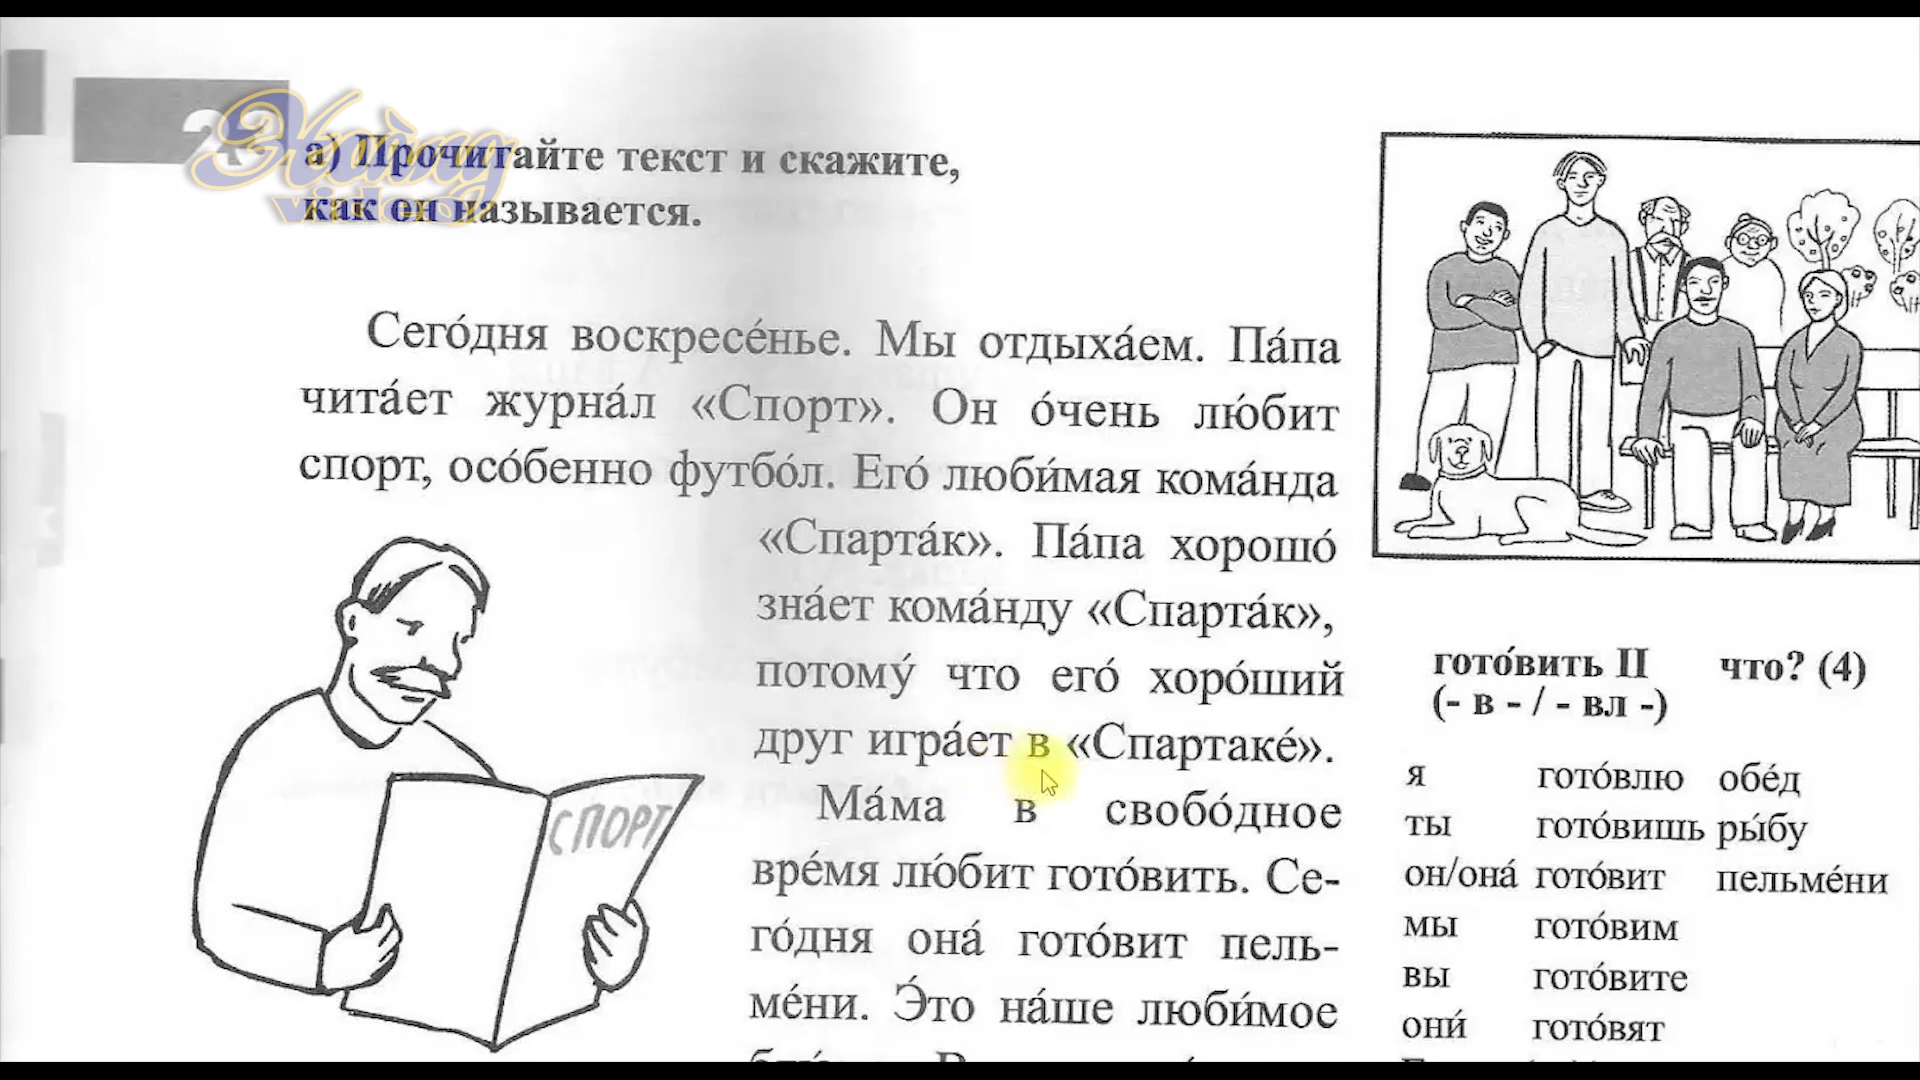 2
Hoàng
video
а) Прочитайте текст и скажите,
как он называется.
Сего́дня воскресе́нье. Мы отдыха́ем. Па́па
чита́ет журна́л «Спорт». Он о́чень лю́бит
спорт, осо́бенно футбо́л. Его́ люби́мая кома́нда
«Спарта́к». Па́па хорошо́
зна́ет кома́нду «Спарта́к»,
потому́ что его́ хоро́ший
друг игра́ет в «Спартаке́».
Ма́ма в свобо́дное
вре́мя лю́бит гото́вить. Се-
го́дня она́ гото́вит пель-
ме́ни. Э́то на́ше люби́мое
СПОРТ
гото́вить II что? (4)
(- в - / - вл -)
я гото́влю обе́д
ты гото́вишь ры́бу
он/она́ гото́вит пельме́ни
мы гото́вим
вы гото́вите
они́ гото́вят